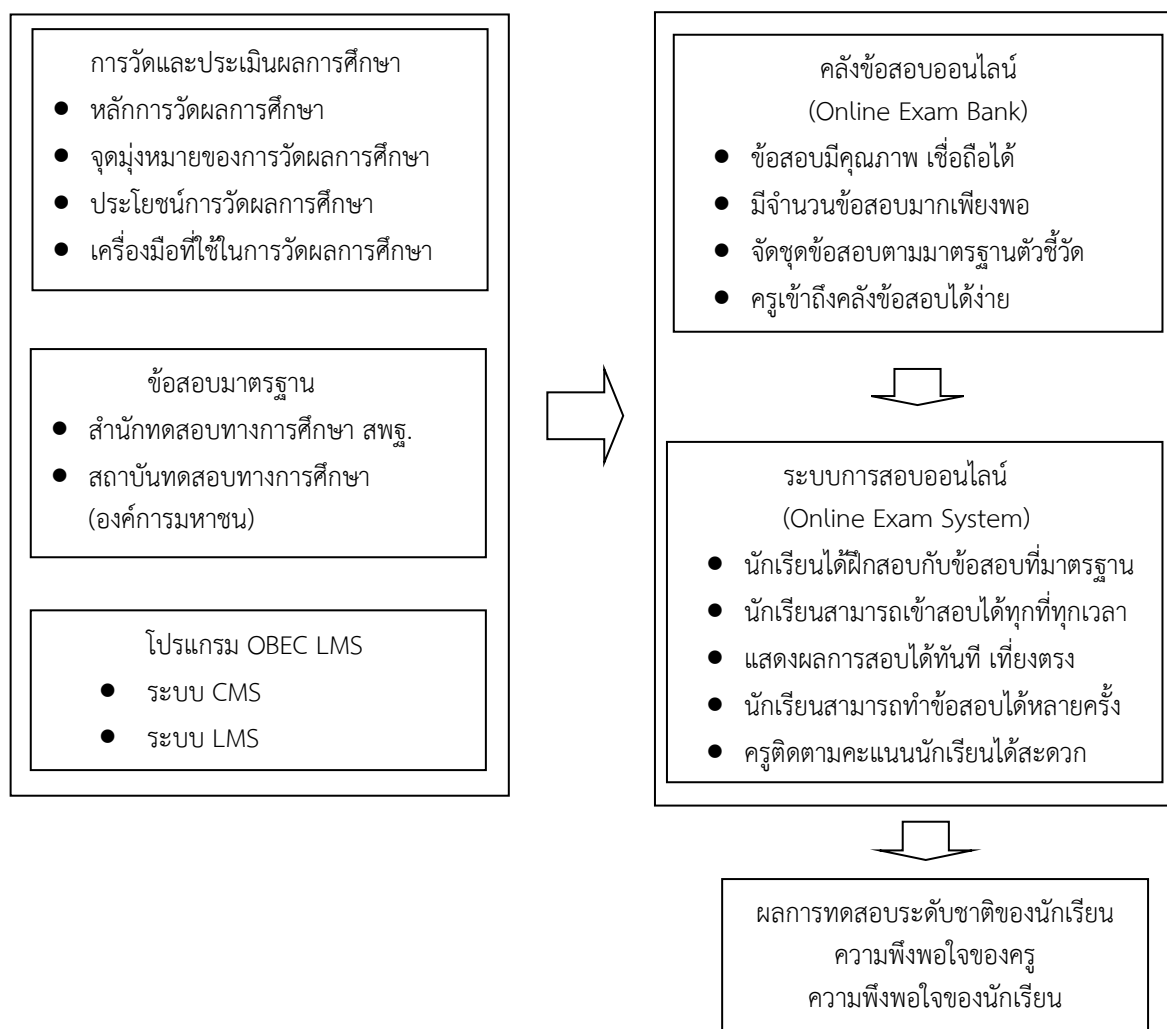 การวัดและประเมินผลการศึกษา
● หลักการวัดผลการศึกษา
● จุดมุ่งหมายของการวัดผลการศึกษา
● ประโยชน์การวัดผลการศึกษา
● เครื่องมือที่ใช้ในการวัดผลการศึกษา
ข้อสอบมาตรฐาน
● สำนักทดสอบทางการศึกษา สพฐ.
● สถาบันทดสอบทางการศึกษา
(องค์การมหาชน)
โปรแกรม OBEC LMS
● ระบบ CMS
● ระบบ LMS
คลังข้อสอบออนไลน์
(Online Exam Bank)
● ข้อสอบมีคุณภาพ เชื่อถือได้
● มีจำนวนข้อสอบมากเพียงพอ
● จัดชุดข้อสอบตามมาตรฐานตัวชี้วัด
● ครูเข้าถึงคลังข้อสอบได้ง่าย
ระบบการสอบออนไลน์
(Online Exam System)
● นักเรียนได้ฝึกสอบกับข้อสอบที่มาตรฐาน
● นักเรียนสามารถเข้าสอบได้ทุกที่ทุกเวลา
● แสดงผลการสอบได้ทันที เที่ยงตรง
● นักเรียนสามารถทำข้อสอบได้หลายครั้ง
● ครูติดตามคะแนนนักเรียนได้สะดวก
ผลการทดสอบระดับชาติของนักเรียน
ความพึงพอใจของครู
ความพึงพอใจของนักเรียน